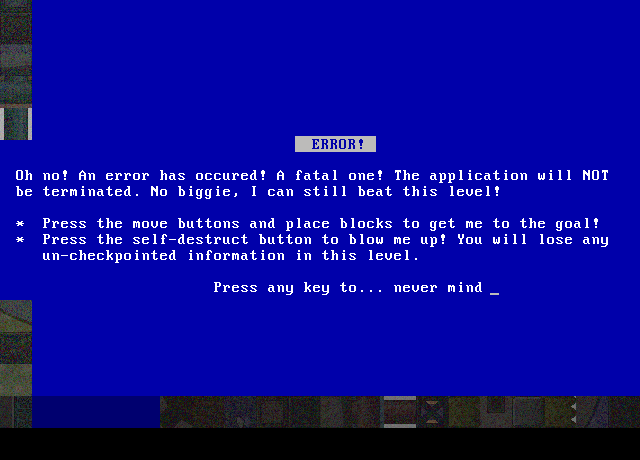 ERROR!
Oh no! An error has occured! A fatal one! The application will NOT
be terminated. No biggie, I can still beat this level!
* Press the move buttons and place blocks to get me to the goal!
* Press the self-destruct button to blow me up! You will lose any
un-checkpointed information in this level.
Press any key to... never mind _